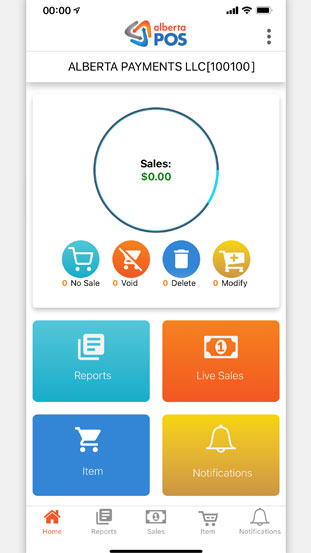 00:00
alberta
POS
ALBERTA PAYMENTS LLC[100100]
Sales:
$0.00
0 No Sale 0 Void 0 Delete 0 Modify
Reports Live Sales
1
Item Notifications
Home Reports Sales Item Notifications